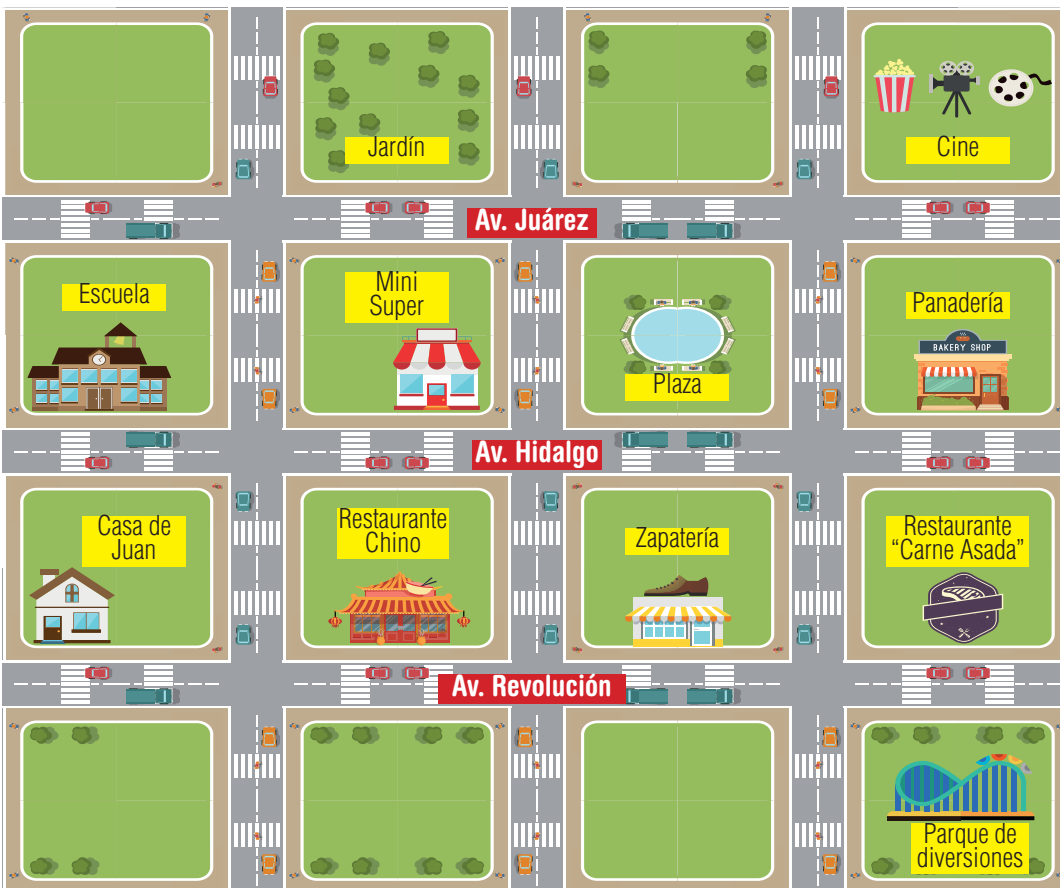 Jardín
Cine
Av. Juárez
Escuela
Mini
Super
Plaza
Panadería
BAKERY SHOP
Av. Hidalgo
Casa de
Juan
Restaurante
Chino
Zapatería
Restaurante
“Carne Asada”
Av. Revolución
Parque de
diversiones